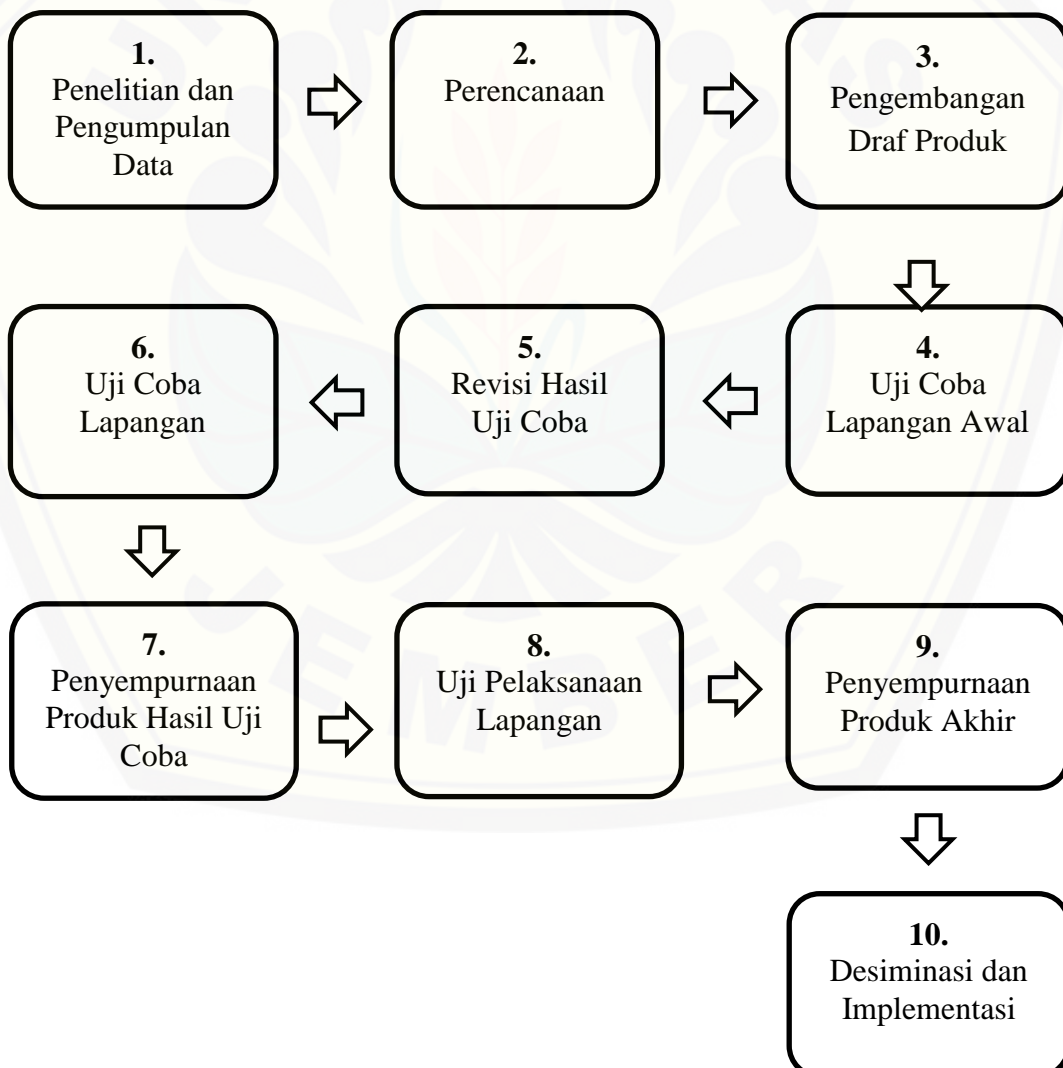 1.
Penelitian dan
Pengumpulan
Data
2.
Perencanaan
3.
Pengembangan
Draf Produk
4.
Uji Coba
Lapangan Awal
5.
Revisi Hasil
Uji Coba
6.
Uji Coba
Lapangan
7.
Penyempurnaan
Produk Hasil Uji
Coba
8.
Uji Pelaksanaan
Lapangan
9.
Penyempurnaan
Produk Akhir
10.
Desiminasi dan
Implementasi
JEMBER